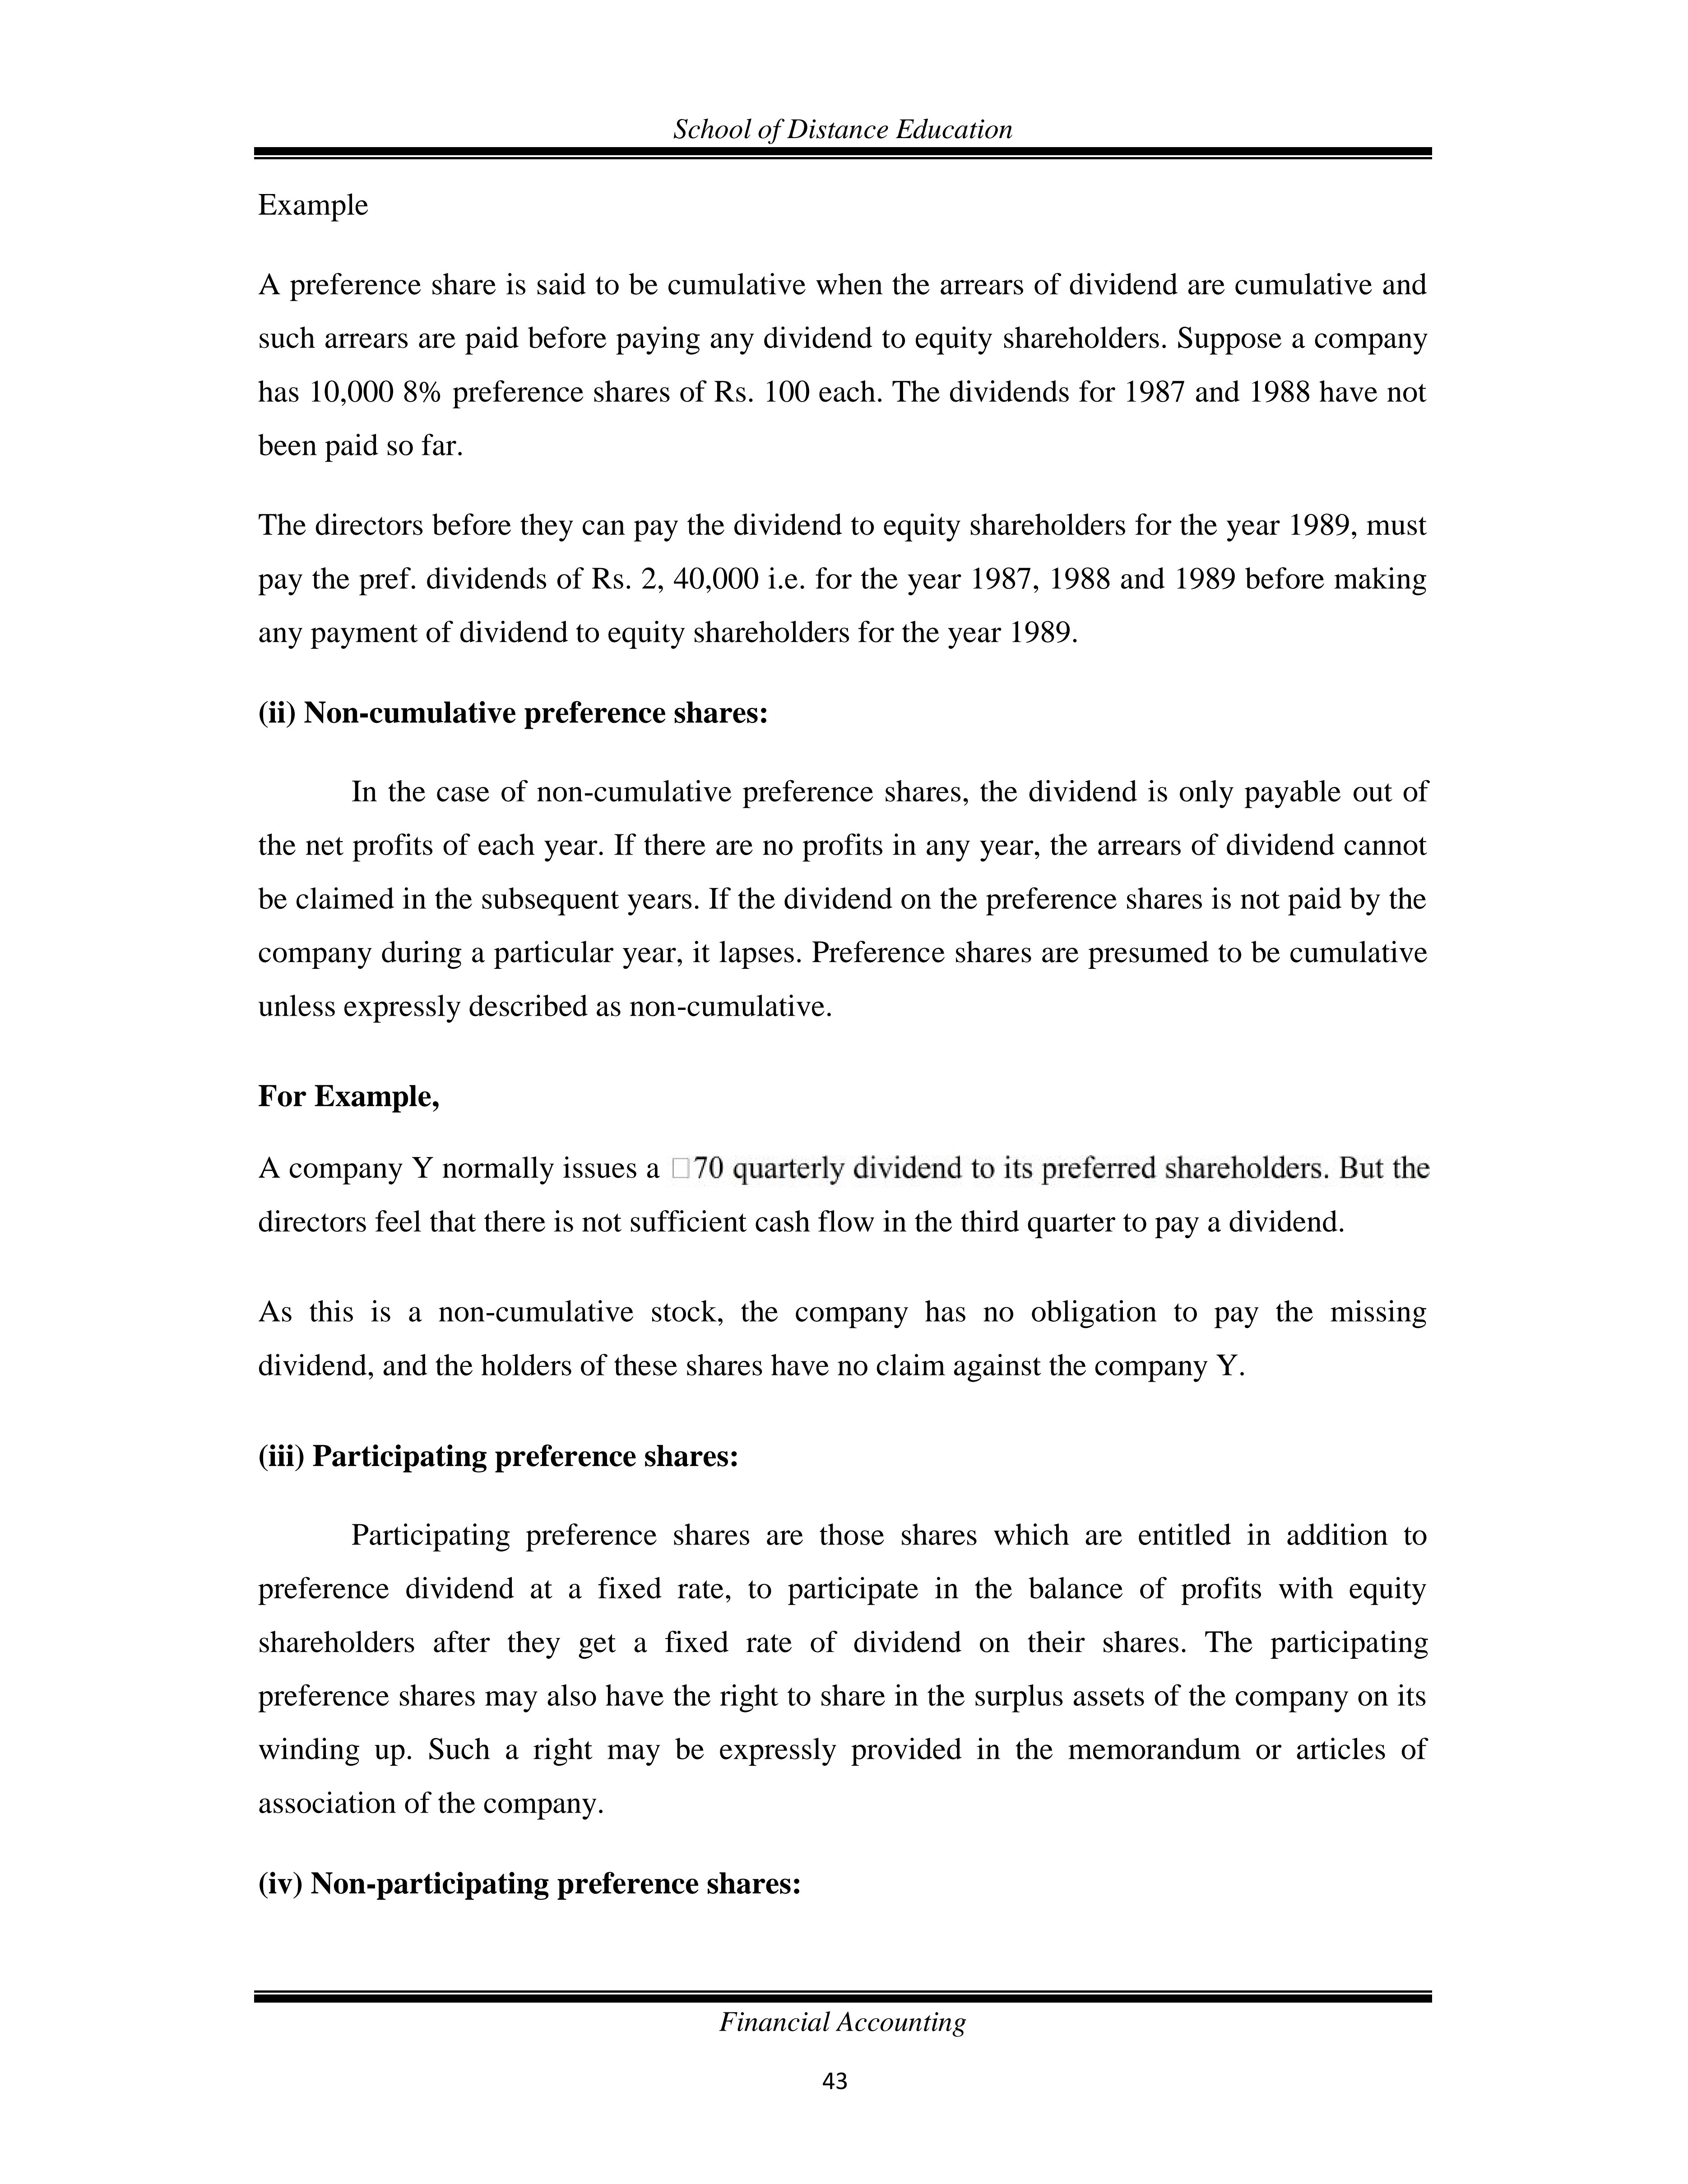 School of Distance Education
Example
A preference share is said to be cumulative when the arrears of dividend are cumulative and
such arrears are paid before paying any dividend to equity shareholders. Suppose a company
has 10,000 8% preference shares of Rs. 100 each. The dividends for 1987 and 1988 have not
been paid so far.
The directors before they can pay the dividend to equity shareholders for the year 1989, must
pay the pref. dividends of Rs. 2, 40,000 i.e. for the year 1987, 1988 and 1989 before making
any payment of dividend to equity shareholders for the year 1989.
(ii) Non-cumulative preference shares:
In the case of non-cumulative preference shares, the dividend is only payable out of
the net profits of each year. If there are no profits in any year, the arrears of dividend cannot
be claimed in the subsequent years. If the dividend on the preference shares is not paid by the
company during a particular year, it lapses. Preference shares are presumed to be cumulative
unless expressly described as non-cumulative.
For Example,
A company Y normally issues a □70 quarterly dividend to its preferred shareholders. But the
directors feel that there is not sufficient cash flow in the third quarter to pay a dividend.
As this is a non-cumulative stock, the company has no obligation to pay the missing
dividend, and the holders of these shares have no claim against the company Y.
(iii) Participating preference shares:
Participating preference shares are those shares which are entitled in addition to
preference dividend at a fixed rate, to participate in the balance of profits with equity
shareholders after they get a fixed rate of dividend on their shares. The participating
preference shares may also have the right to share in the surplus assets of the company on its
winding up. Such a right may be expressly provided in the memorandum or articles of
association of the company.
(iv) Non-participating preference shares:
Financial Accounting
43